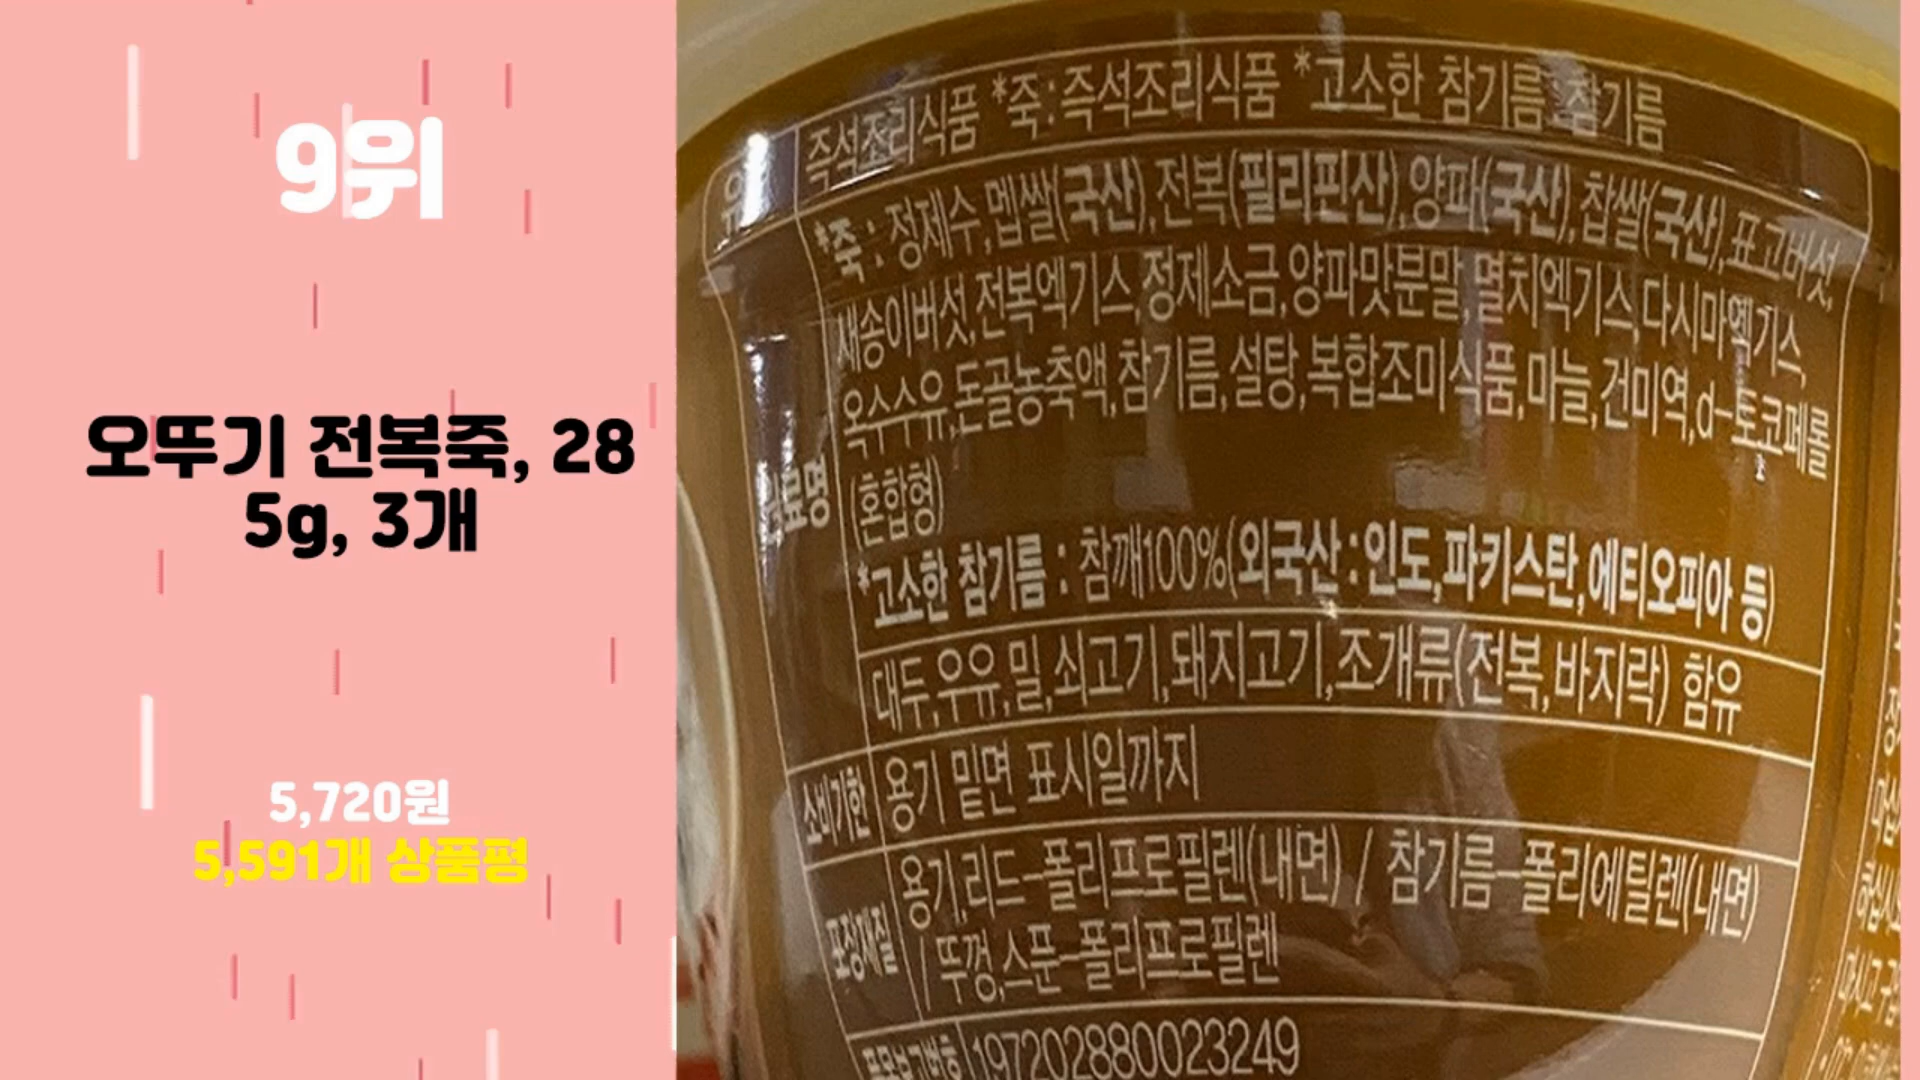 9위
오뚜기 전복죽, 28
5g, 3개
5,720원
5,591개 상품평
즉석조리식품 *죽:즉석조리식품 *고소한 참기름:참기름
*죽: 정제수,멥쌀(국산),전복(필리핀산),양파(국산),찹쌀(국산),표고버섯,
새송이버섯,전복엑기스,정제소금,양파맛분말,멸치엑기스,다시마엑기스,
옥수수유,돈골농축액,참기름,설탕,복합조미식품,마늘,건미역,d-토코페롤
원료명 (혼합형)
*고소한 참기름 : 참깨100%(외국산:인도,파키스탄,에티오피아 등)
대두,우유,밀,쇠고기,돼지고기,조개류(전복,바지락) 함유
소비기한 용기 밑면 표시일까지
포장재질 용기,리드-폴리프로필렌(내면) / 참기름-폴리에틸렌(내면)
/ 뚜껑,스푼-폴리프로필렌
품목보고번호 197202880023249